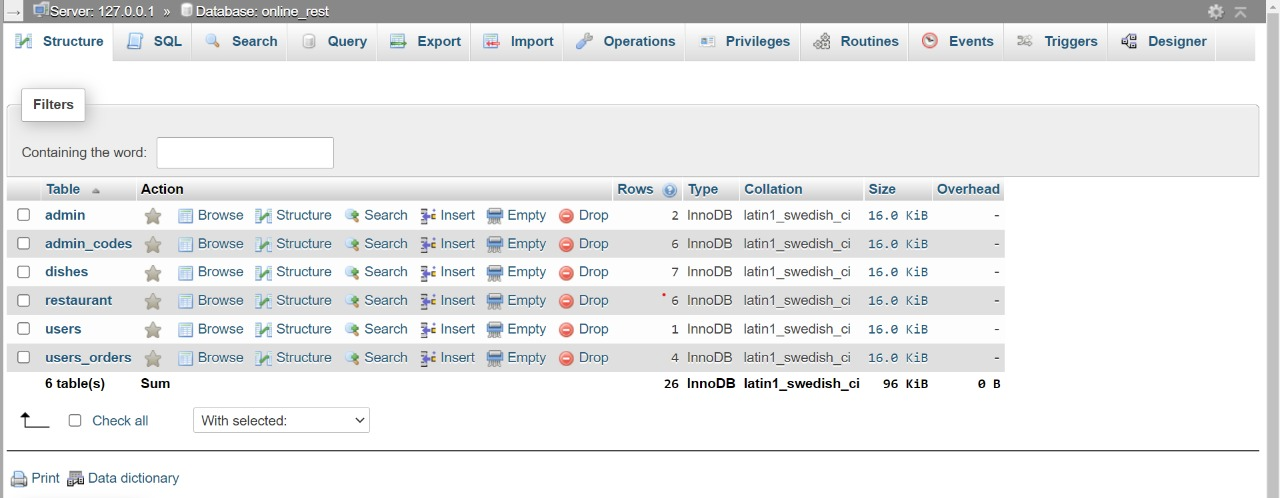 Server: 127.0.0.1 » Database: online_rest
Structure SQL Search Query Export Import Operations Privileges Routines Events Triggers Designer
Filters
Containing the word:
Table Action Rows Type Collation Size Overhead
admin Browse Structure Search Insert Empty Drop 2 InnoDB latin1_swedish_ci 16.0 KiB -
admin_codes Browse Structure Search Insert Empty Drop 6 InnoDB latin1_swedish_ci 16.0 KiB -
dishes Browse Structure Search Insert Empty Drop 7 InnoDB latin1_swedish_ci 16.0 KiB -
restaurant Browse Structure Search Insert Empty Drop 6 InnoDB latin1_swedish_ci 16.0 KiB -
users Browse Structure Search Insert Empty Drop 1 InnoDB latin1_swedish_ci 16.0 KiB -
users_orders Browse Structure Search Insert Empty Drop 4 InnoDB latin1_swedish_ci 16.0 KiB -
6 table(s) Sum 26 InnoDB latin1_swedish_ci 96 KiB 0 B
Check all With selected:
Print Data dictionary